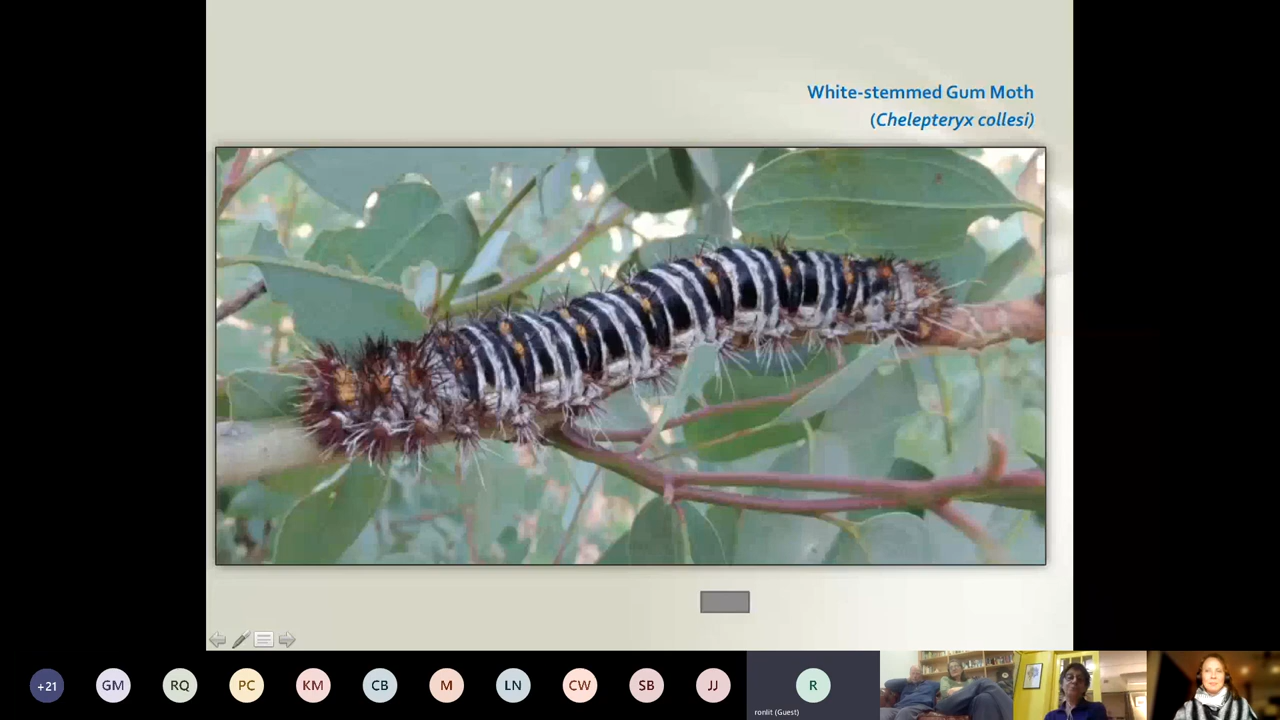 White-stemmed Gum Moth
(Chelepteryx collesi)
+21
GM
RQ
PC
KM
CB
M
LN
CW
SB
JJ
R
ronlit (Guest)